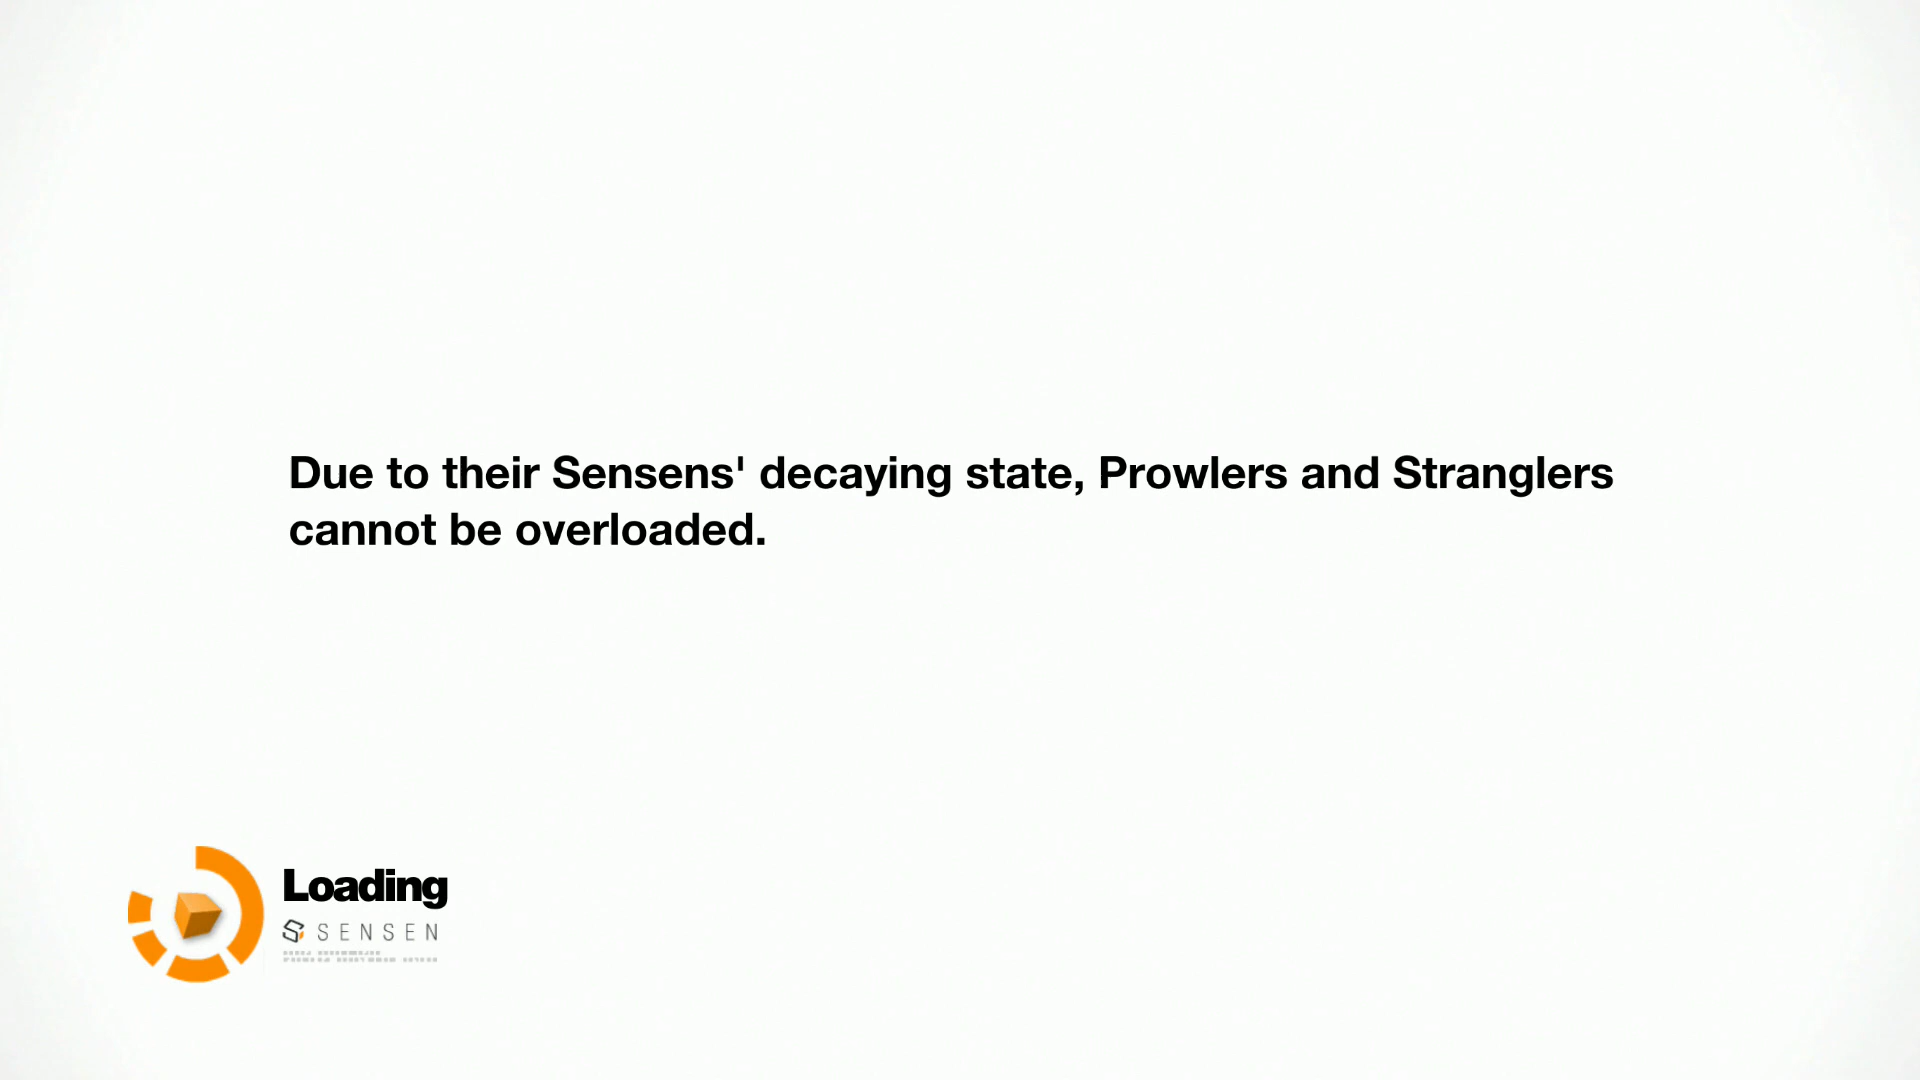 Due to their Sensens' decaying state, Prowlers and Stranglers
cannot be overloaded.
Loading
SENSEN